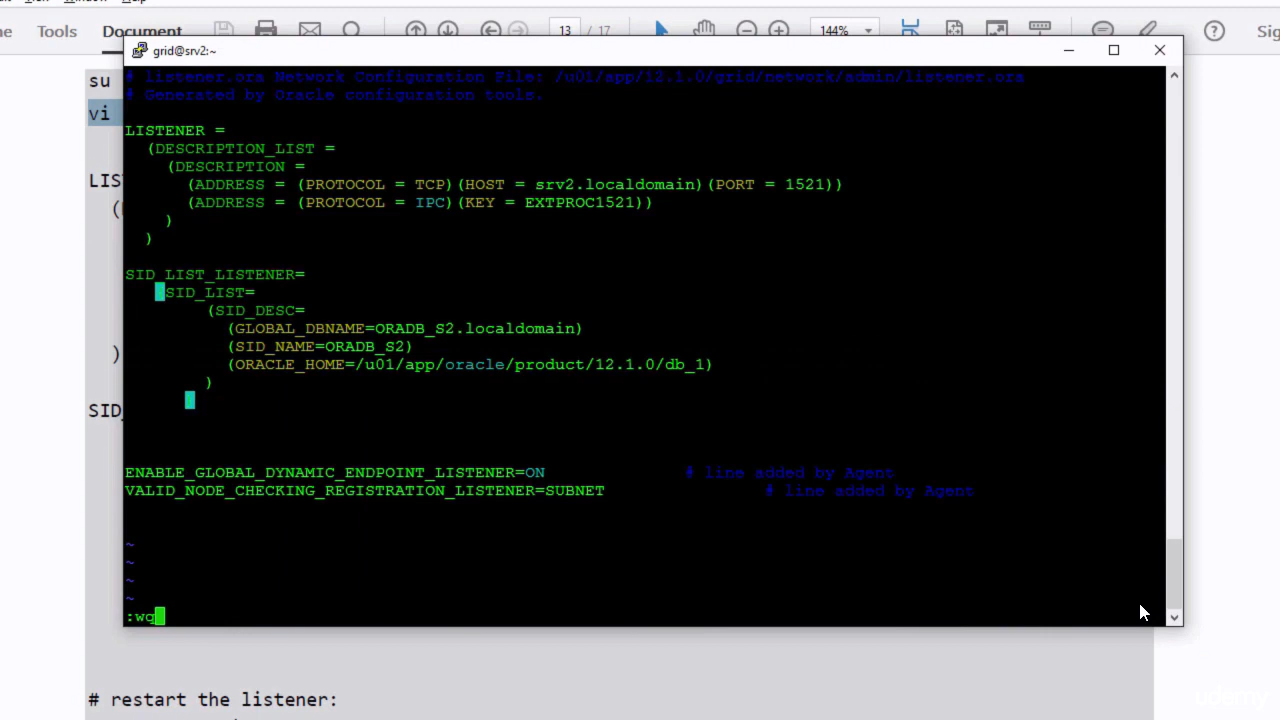 Tools Document 13 / 17 144%
su
vi
LIS
(
)
SID
grid@srv2:~
# listener.ora Network Configuration File: /u01/app/12.1.0/grid/network/admin/listener.ora
# Generated by Oracle configuration tools.
LISTENER =
(DESCRIPTION_LIST =
(DESCRIPTION =
(ADDRESS = (PROTOCOL = TCP)(HOST = srv2.localdomain)(PORT = 1521))
(ADDRESS = (PROTOCOL = IPC)(KEY = EXTPROC1521))
)
)
SID_LIST_LISTENER=
SID_LIST=
(SID_DESC=
(GLOBAL_DBNAME=ORADB_S2.localdomain)
(SID_NAME=ORADB_S2)
(ORACLE_HOME=/u01/app/oracle/product/12.1.0/db_1)
)
ENABLE_GLOBAL_DYNAMIC_ENDPOINT_LISTENER=ON # line added by Agent
VALID_NODE_CHECKING_REGISTRATION_LISTENER=SUBNET # line added by Agent
~
~
~
~
:wq
# restart the listener:
udemy